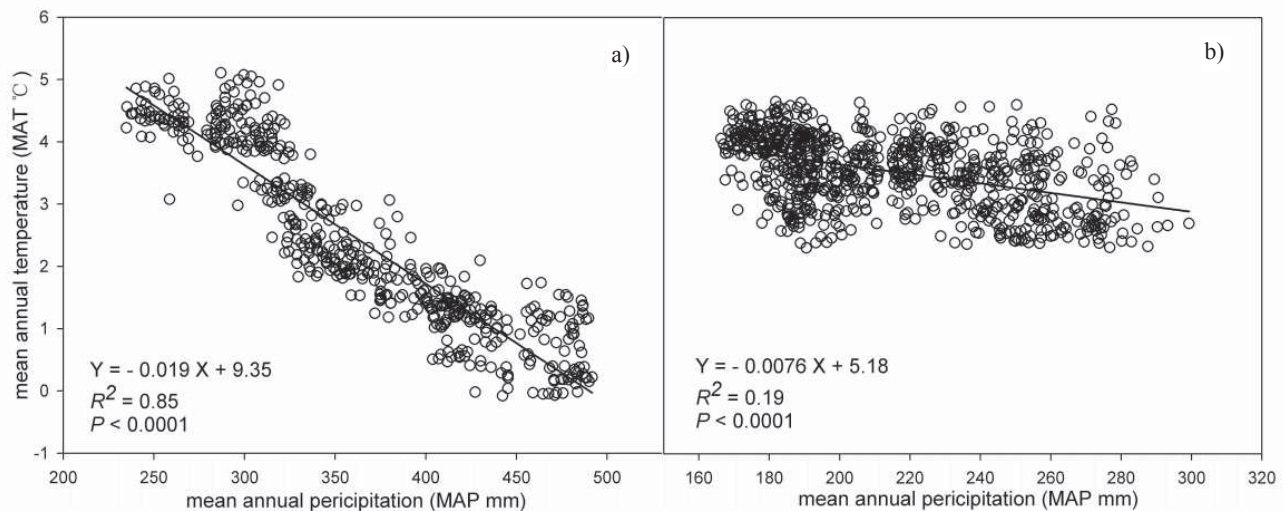 mean annual temperature (MAT ℃)
6
5
4
3
2
1
0
-1
a)
Y = - 0.019 X + 9.35
R² = 0.85
P < 0.0001
200 250 300 350 400 450 500
mean annual pericipitation (MAP mm)
b)
Y = - 0.0076 X + 5.18
R² = 0.19
P < 0.0001
160 180 200 220 240 260 280 300 320
mean annual pericipitation (MAP mm)